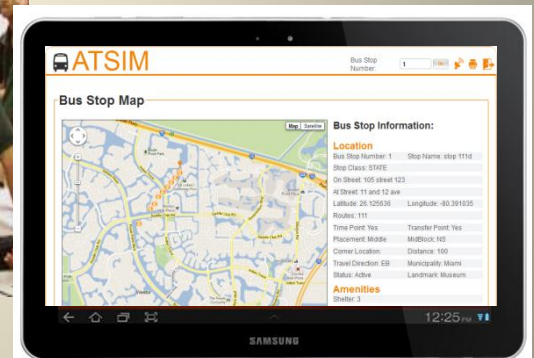 ATSIM
Bus Stop
Number:
1
Bus Stop Map
Map Satellite
Bus Stop Information:
Location
Bus Stop Number: 1 Stop Name: stop 111d
Stop Class: STATE
On Street: 105 street 123
At Street: 11 and 12 ave
Latitude: 26.125636 Longitude: -80.391035
Routes: 111
Time Point: Yes Transfer Point: Yes
Placement: Middle MidBlock: NS
Corner Location: Distance: 100
Travel Direction: EB Municipality: Miami
Status: Active Landmark: Museum
Amenities
Shelter: 3
12:25 PM
SAMSUNG